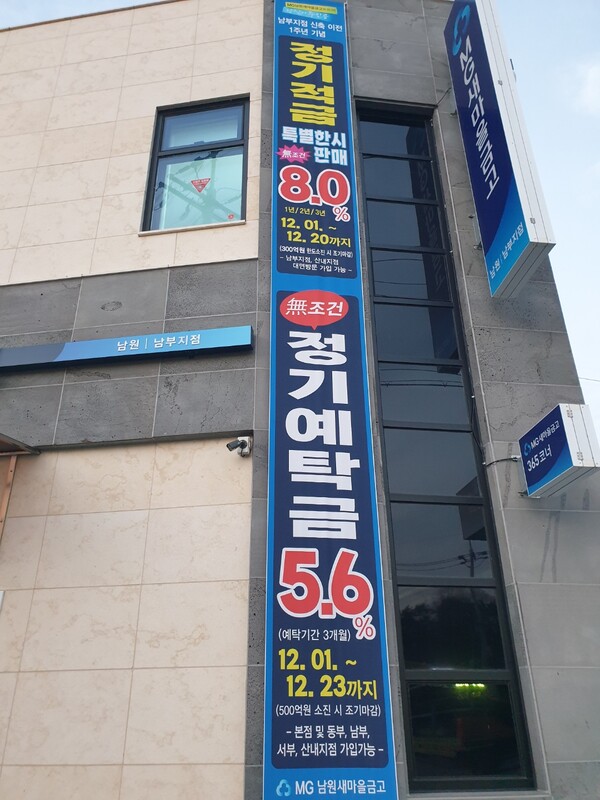 남부지점 신축 이전
1주년 기념
정기적금
특별한시
無조건 판매
8.0%
1년/2년/3년
12. 01. ~
12. 20까지
(300억원 한도소진 시 조기마감)
- 남부지점, 산내지점
대면방문 가입 가능 -
無조건
정기예탁금
5.6%
(예탁기간 3개월)
12. 01. ~
12. 23까지
(500억원 소진 시 조기마감)
- 본점 및 동부, 남부,
서부, 산내지점 가입가능 -
MG 남원새마을금고
남원 | 남부지점
MG새마을금고
남원 | 남부지점
MG새마을금고
365코너